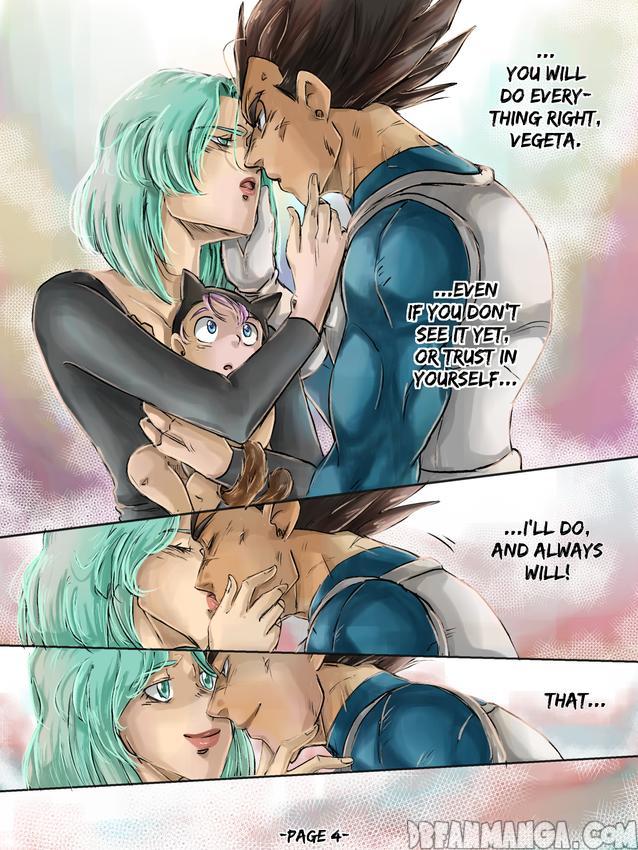 ...
YOU WILL
DO EVERY-
THING RIGHT,
VEGETA.
...EVEN
IF YOU DON'T
SEE IT YET,
OR TRUST IN
YOURSELF...
...I'LL DO,
AND ALWAYS
WILL!
THAT...
-PAGE 4-
DREAMMANGA.COM